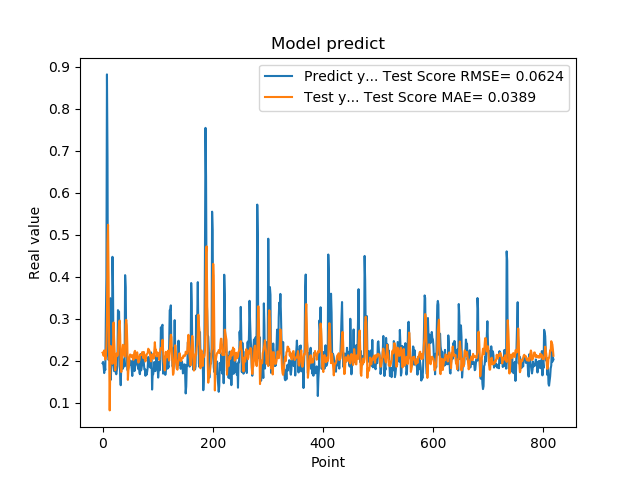 Model predict
Predict y... Test Score RMSE= 0.0624
Test y... Test Score MAE= 0.0389
Real value
0.9
0.8
0.7
0.6
0.5
0.4
0.3
0.2
0.1
0 200 400 600 800
Point